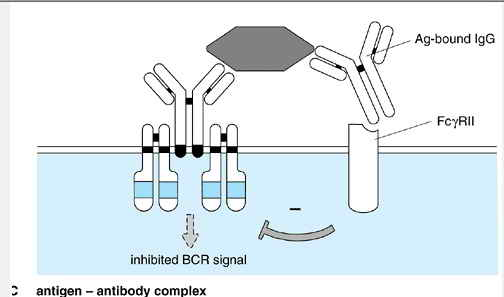 Ag-bound IgG
FcγRII
–
inhibited BCR signal
C antigen – antibody complex